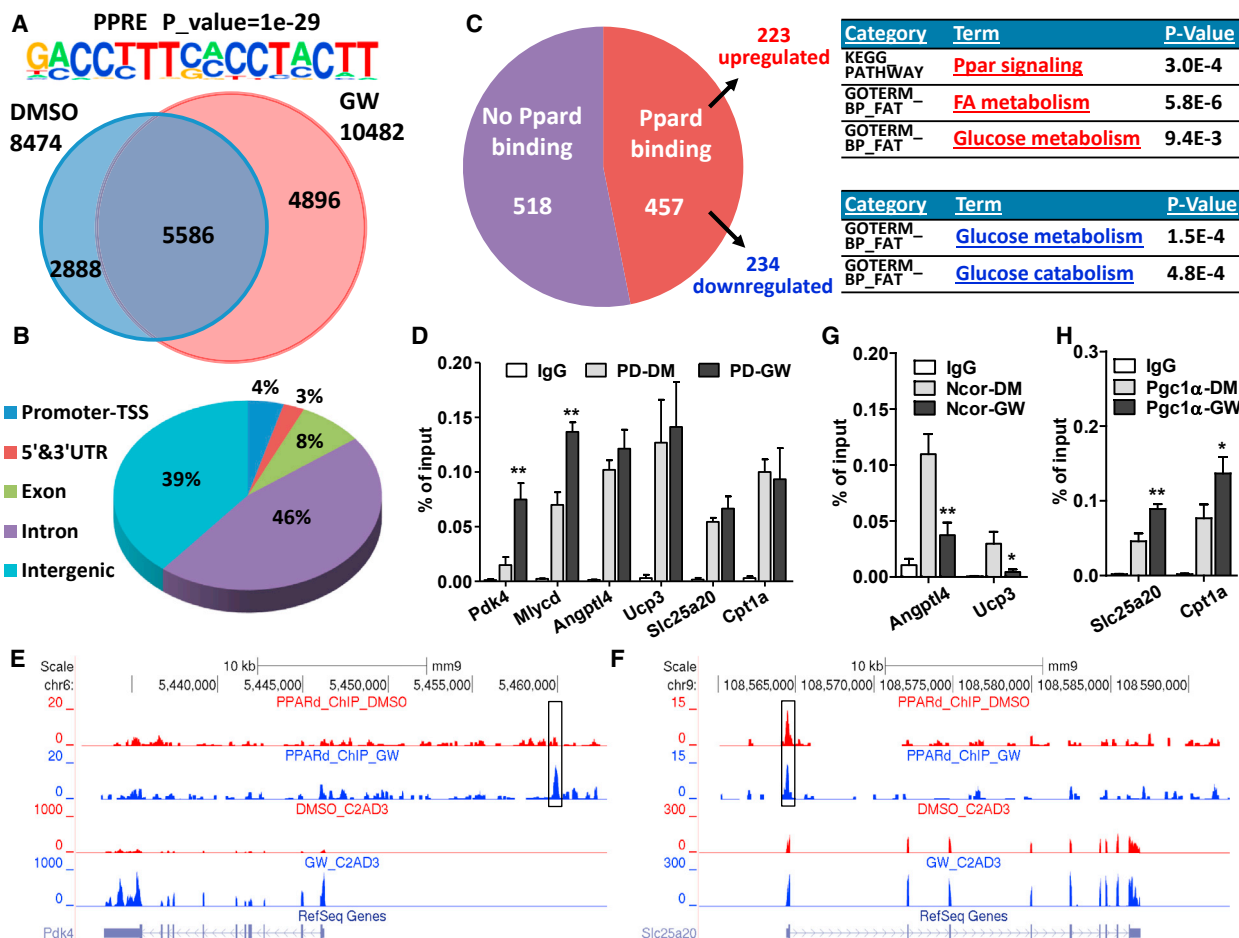 A
PPRE P_value=1e-29
GACCTTTCACCTACTT
DMSO
8474
GW
10482
2888
5586
4896
B
Promoter-TSS
5'&3'UTR
Exon
Intron
Intergenic
4%
3%
8%
46%
39%
C
No Ppard
binding
518
Ppard
binding
457
223
upregulated
234
downregulated
Category Term P-Value
KEGG_
PATHWAY Ppar signaling 3.0E-4
GOTERM_
BP_FAT FA metabolism 5.8E-6
GOTERM_
BP_FAT Glucose metabolism 9.4E-3
Category Term P-Value
GOTERM_
BP_FAT Glucose metabolism 1.5E-4
GOTERM_
BP_FAT Glucose catabolism 4.8E-4
D
IgG PD-DM PD-GW
% of input
0.20
0.15
0.10
0.05
0.00
** **
Pdk4 Mlycd Angptl4 Ucp3 Slc25a20 Cpt1a
G
IgG
Ncor-DM
Ncor-GW
% of input
0.20
0.15
0.10
0.05
0.00
** *
Angptl4 Ucp3
H
IgG
Pgc1α-DM
Pgc1α-GW
% of input
0.3
0.2
0.1
0.0
** *
Slc25a20 Cpt1a
E
Scale 10 kb mm9
chr6: 5,440,000 5,445,000 5,450,000 5,455,000 5,460,000
PPARd_ChIP_DMSO
20
0
PPARd_ChIP_GW
20
0
DMSO_C2AD3
1000
0
GW_C2AD3
1000
0
RefSeq Genes
Pdk4
F
Scale 10 kb mm9
chr9: 108,565,000 108,570,000 108,575,000 108,580,000 108,585,000 108,590,000
PPARd_ChIP_DMSO
15
0
PPARd_ChIP_GW
15
0
DMSO_C2AD3
300
0
GW_C2AD3
300
0
RefSeq Genes
Slc25a20